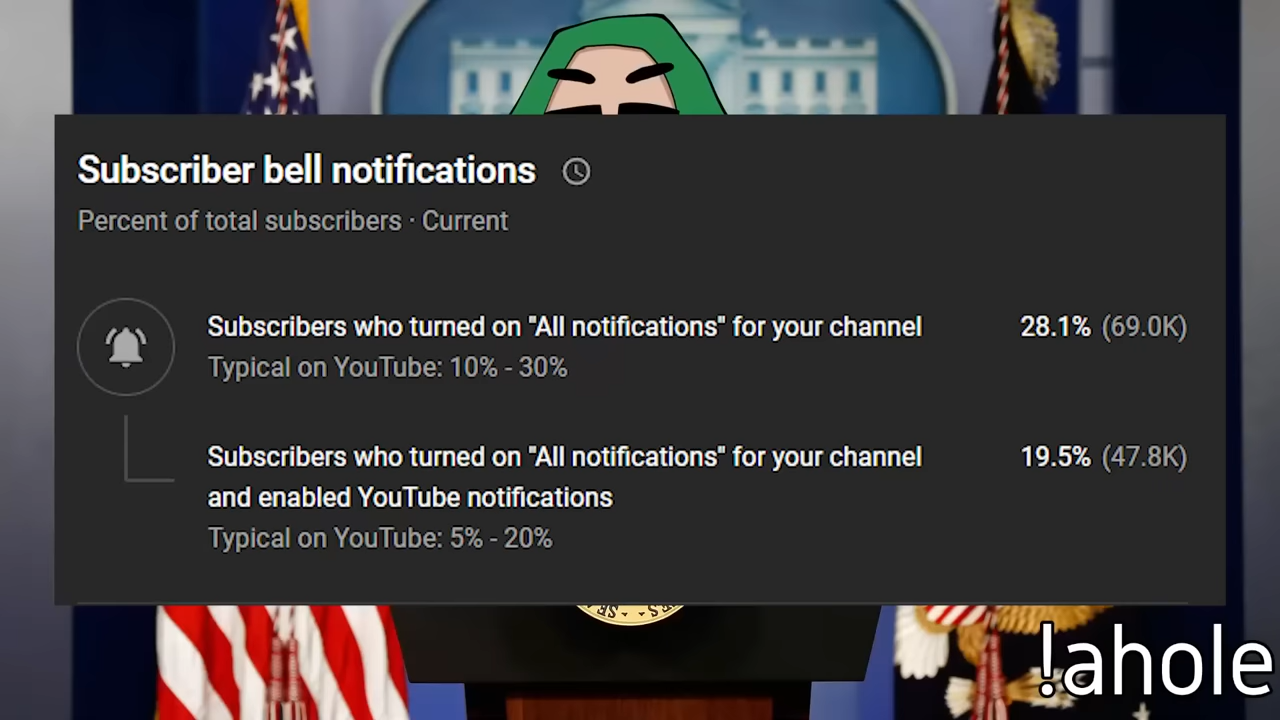 Subscriber bell notifications
Percent of total subscribers · Current
Subscribers who turned on "All notifications" for your channel 28.1% (69.0K)
Typical on YouTube: 10% - 30%
Subscribers who turned on "All notifications" for your channel 19.5% (47.8K)
and enabled YouTube notifications
Typical on YouTube: 5% - 20%
!ahole